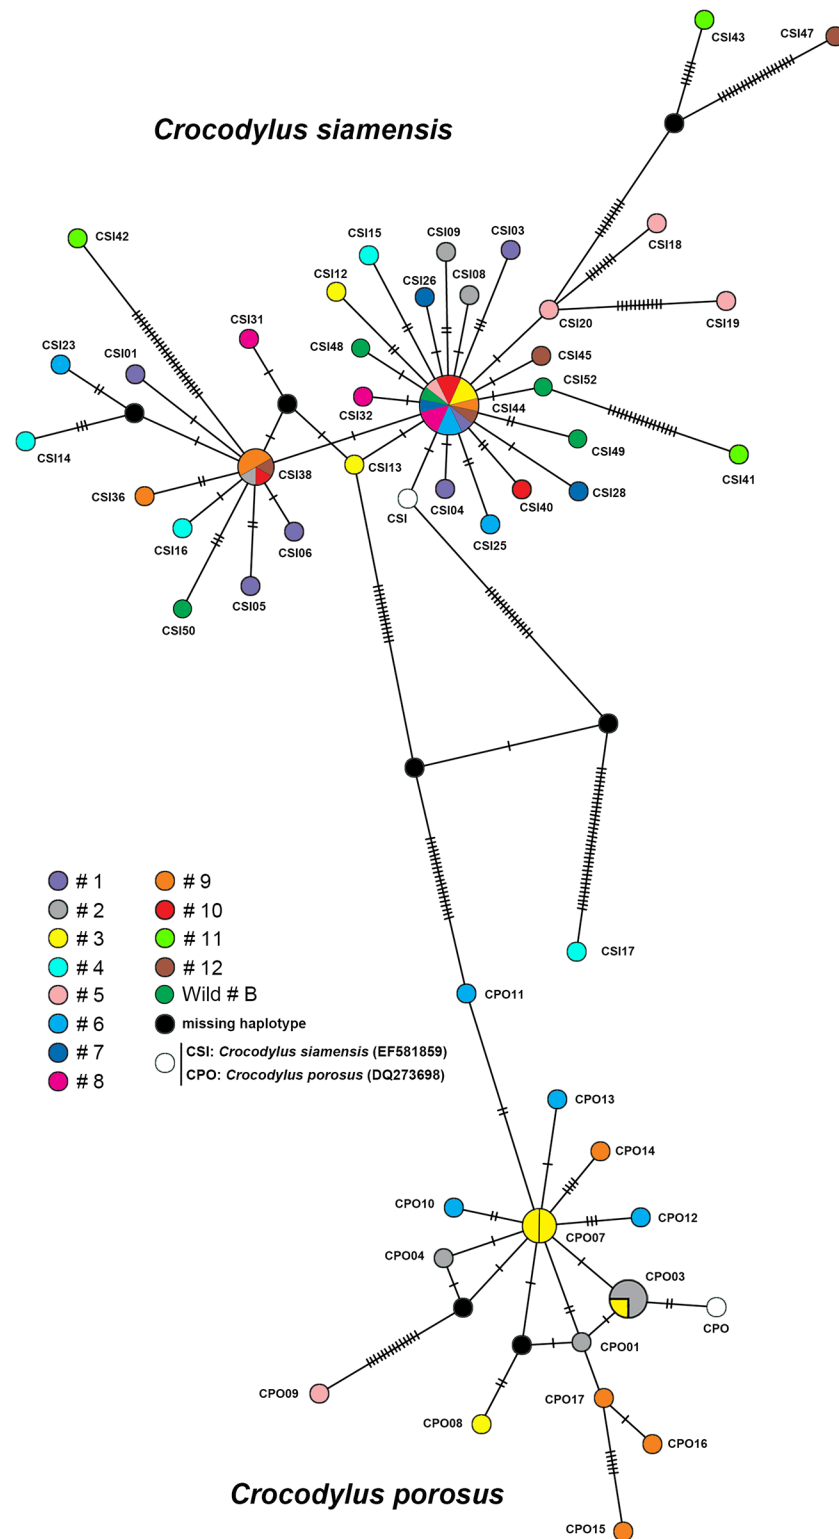 CSI43
CSI47
Crocodylus siamensis
CSI18
CSI42
CSI15
CSI09
CSI03
CSI12
CSI26
CSI08
CSI19
CSI20
CSI31
CSI23
CSI01
CSI48
CSI45
CSI52
CSI32
CSI44
CSI49
CSI14
CSI38
CSI13
CSI41
CSI36
CSI04
CSI40
CSI28
CSI
CSI25
CSI16
CSI06
CSI05
CSI50
# 1
# 9
# 2
# 10
# 3
# 11
# 4
# 12
CSI17
# 5
Wild # B
CPO11
# 6
missing haplotype
# 7
CSI: Crocodylus siamensis (EF581859)
CPO: Crocodylus porosus (DQ273698)
# 8
CPO13
CPO14
CPO10
CPO12
CPO07
CPO04
CPO03
CPO
CPO01
CPO09
CPO17
CPO08
CPO16
Crocodylus porosus
CPO15